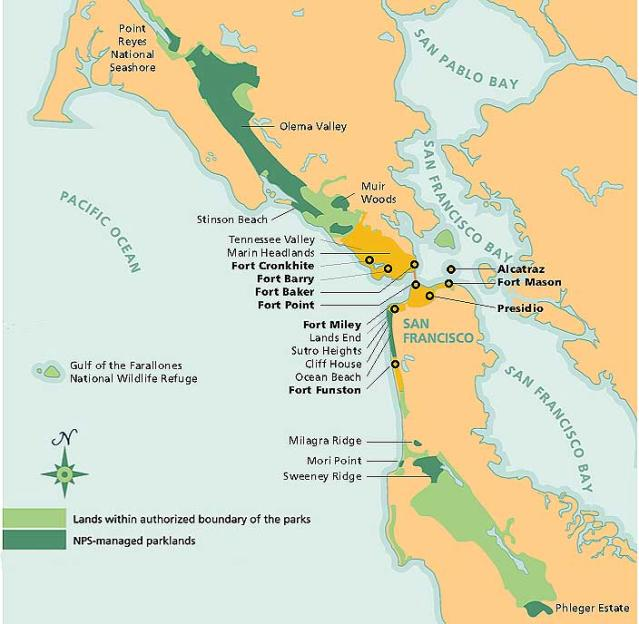 Point
Reyes
National
Seashore
SAN PABLO BAY
Olema Valley
SAN FRANCISCO BAY
Muir
Woods
PACIFIC OCEAN
Stinson Beach
Tennessee Valley
Marin Headlands
Fort Cronkhite
Fort Barry
Fort Baker
Fort Point
Alcatraz
Fort Mason
Presidio
SAN
FRANCISCO
Fort Miley
Lands End
Sutro Heights
Cliff House
Ocean Beach
Fort Funston
Gulf of the Farallones
National Wildlife Refuge
SAN FRANCISCO BAY
N
Milagra Ridge
Mori Point
Sweeney Ridge
Lands within authorized boundary of the parks
NPS-managed parklands
Phleger Estate